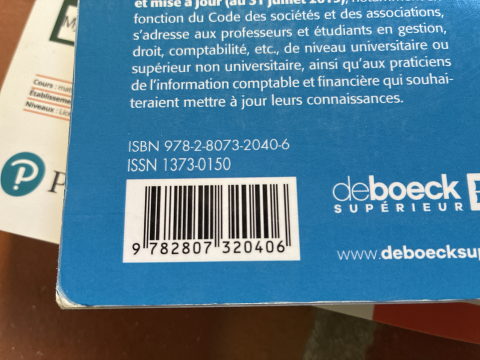 et mise à jour (au 31 juillet 2019),
fonction du Code des sociétés et des associations,
s'adresse aux professeurs et étudiants en gestion,
droit, comptabilité, etc., de niveau universitaire ou
supérieur non universitaire, ainsi qu'aux praticiens
de l'information comptable et financière qui souhai-
teraient mettre à jour leurs connaissances.
ISBN 978-2-8073-2040-6
ISSN 1373-0150
9 782807 320406
deboeck
SUPÉRIEUR
www.deboecksup
M
Cours :
Établisseme
Niveaux :
P
P